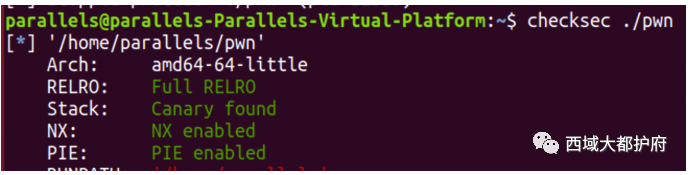 parallels@parallels-Parallels-Virtual-Platform:~$ checksec ./pwn
[*] '/home/parallels/pwn'
Arch: amd64-64-little
RELRO: Full RELRO
Stack: Canary found
NX: NX enabled
PIE: PIE enabled
西域大都护府